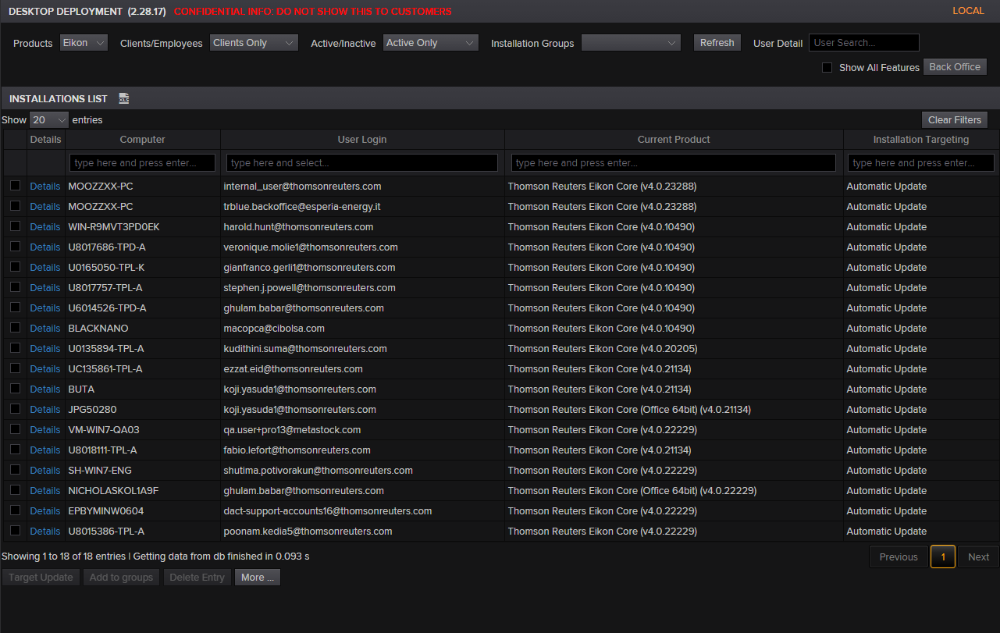 DESKTOP DEPLOYMENT (2.28.17) CONFIDENTIAL INFO: DO NOT SHOW THIS TO CUSTOMERS LOCAL
Products Eikon Clients/Employees Clients Only Active/Inactive Active Only Installation Groups Refresh User Detail User Search...
Show All Features Back Office
INSTALLATIONS LIST XLS
Show 20 entries Clear Filters
Details Computer User Login Current Product Installation Targeting
type here and press enter... type here and select... type here and press enter... type here and press enter...
Details MOOZZXX-PC internal_user@thomsonreuters.com Thomson Reuters Eikon Core (v4.0.23288) Automatic Update
Details MOOZZXX-PC trblue.backoffice@esperia-energy.it Thomson Reuters Eikon Core (v4.0.23288) Automatic Update
Details WIN-R9MVT3PD0EK harold.hunt@thomsonreuters.com Thomson Reuters Eikon Core (v4.0.10490) Automatic Update
Details U8017686-TPD-A veronique.molie1@thomsonreuters.com Thomson Reuters Eikon Core (v4.0.10490) Automatic Update
Details U0165050-TPL-K gianfranco.gerli1@thomsonreuters.com Thomson Reuters Eikon Core (v4.0.10490) Automatic Update
Details U8017757-TPL-A stephen.j.powell@thomsonreuters.com Thomson Reuters Eikon Core (v4.0.10490) Automatic Update
Details U6014526-TPD-A ghulam.babar@thomsonreuters.com Thomson Reuters Eikon Core (v4.0.10490) Automatic Update
Details BLACKNANO macopca@cibolsa.com Thomson Reuters Eikon Core (v4.0.10490) Automatic Update
Details U0135894-TPL-A kudithini.suma@thomsonreuters.com Thomson Reuters Eikon Core (v4.0.20205) Automatic Update
Details UC135861-TPL-A ezzat.eid@thomsonreuters.com Thomson Reuters Eikon Core (v4.0.21134) Automatic Update
Details BUTA koji.yasuda1@thomsonreuters.com Thomson Reuters Eikon Core (v4.0.21134) Automatic Update
Details JPG50280 koji.yasuda1@thomsonreuters.com Thomson Reuters Eikon Core (Office 64bit) (v4.0.21134) Automatic Update
Details VM-WIN7-QA03 qa.user+pro13@metastock.com Thomson Reuters Eikon Core (v4.0.22229) Automatic Update
Details U8018111-TPL-A fabio.lefort@thomsonreuters.com Thomson Reuters Eikon Core (v4.0.21134) Automatic Update
Details SH-WIN7-ENG shutima.potivorakun@thomsonreuters.com Thomson Reuters Eikon Core (v4.0.22229) Automatic Update
Details NICHOLASKOL1A9F ghulam.babar@thomsonreuters.com Thomson Reuters Eikon Core (Office 64bit) (v4.0.22229) Automatic Update
Details EPBYMINW0604 dact-support-accounts16@thomsonreuters.com Thomson Reuters Eikon Core (v4.0.22229) Automatic Update
Details U8015386-TPL-A poonam.kedia5@thomsonreuters.com Thomson Reuters Eikon Core (v4.0.22229) Automatic Update
Showing 1 to 18 of 18 entries | Getting data from db finished in 0.093 s Previous 1 Next
Target Update Add to groups Delete Entry More ...